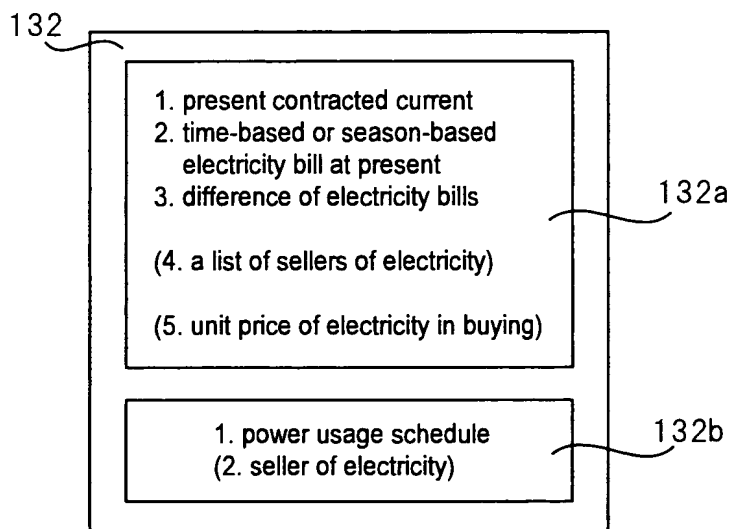 132
1. present contracted current
2. time-based or season-based
electricity bill at present
3. difference of electricity bills
132a
(4. a list of sellers of electricity)
(5. unit price of electricity in buying)
1. power usage schedule
132b
(2. seller of electricity)